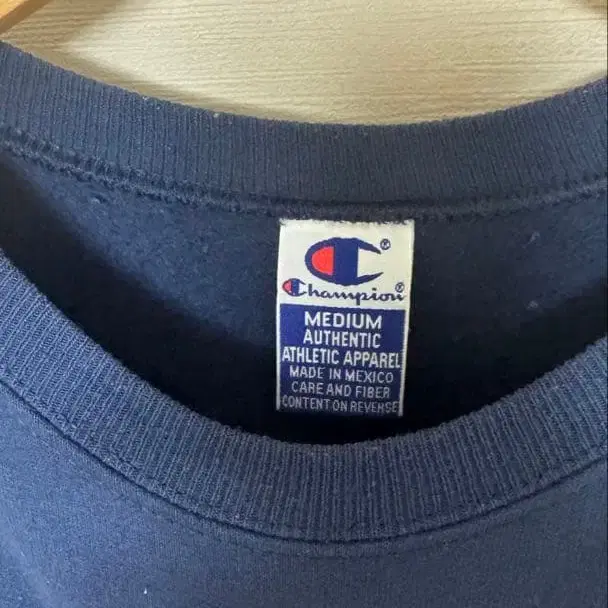 Champion®
MEDIUM
AUTHENTIC
ATHLETIC APPAREL
MADE IN MEXICO
CARE AND FIBER
CONTENT ON REVERSE